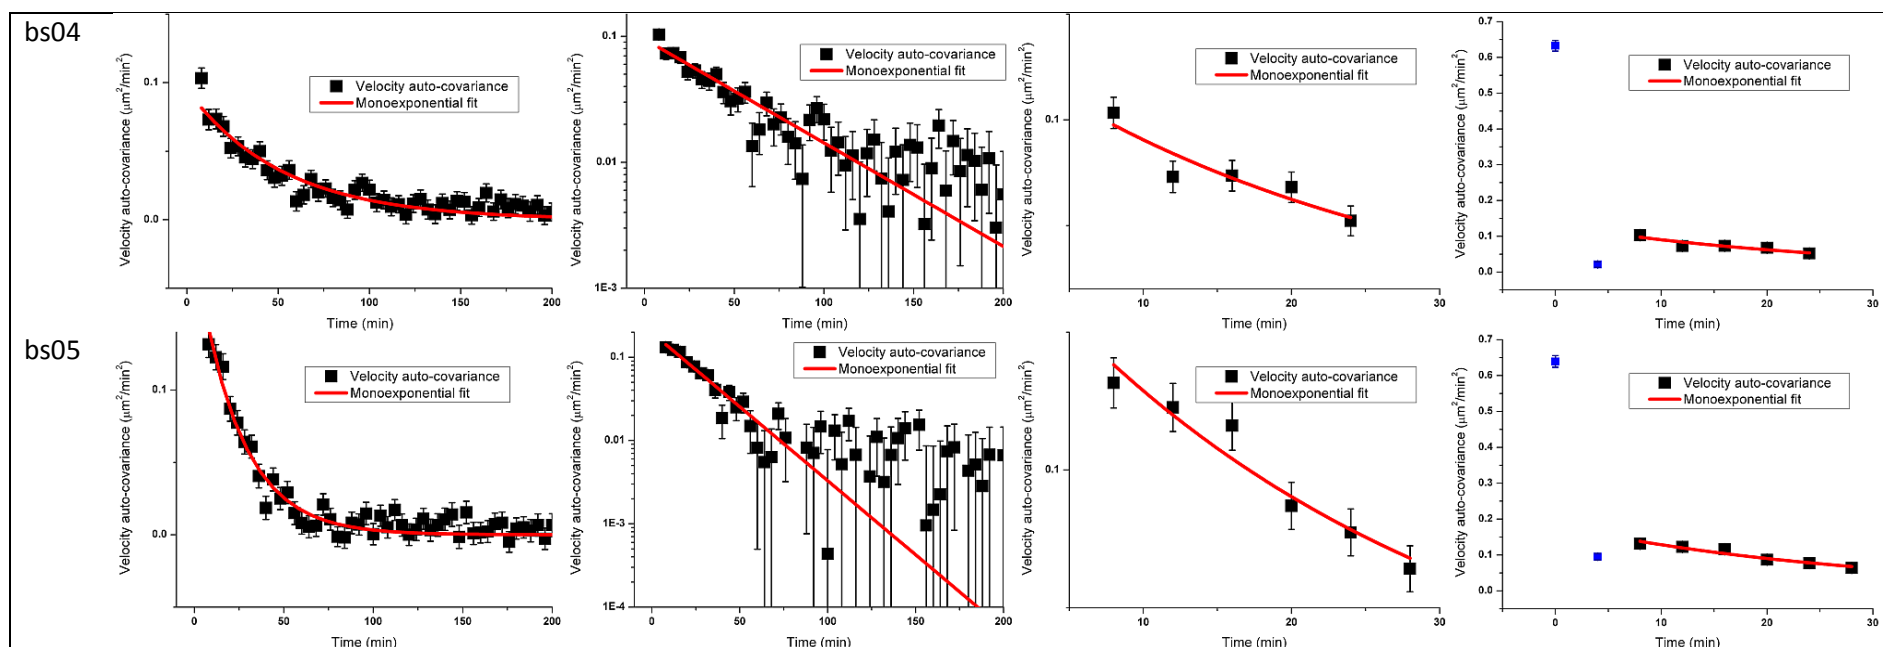 bs04
Velocity auto-covariance (μm²/min²)
0.1
0.0
0
50
100
150
200
Time (min)
Velocity auto-covariance
Monoexponential fit
Velocity auto-covariance (μm²/min²)
0.1
0.01
1E-3
0
50
100
150
200
Time (min)
Velocity auto-covariance
Monoexponential fit
Velocity auto-covariance (μm²/min²)
0.1
10
20
30
Time (min)
Velocity auto-covariance
Monoexponential fit
Velocity auto-covariance (μm²/min²)
0.7
0.6
0.5
0.4
0.3
0.2
0.1
0.0
0
10
20
30
Time (min)
Velocity auto-covariance
Monoexponential fit
bs05
Velocity auto-covariance (μm²/min²)
0.1
0.0
0
50
100
150
200
Time (min)
Velocity auto-covariance
Monoexponential fit
Velocity auto-covariance (μm²/min²)
0.1
0.01
1E-3
1E-4
0
50
100
150
200
Time (min)
Velocity auto-covariance
Monoexponential fit
Velocity auto-covariance (μm²/min²)
0.1
10
20
30
Time (min)
Velocity auto-covariance
Monoexponential fit
Velocity auto-covariance (μm²/min²)
0.7
0.6
0.5
0.4
0.3
0.2
0.1
0.0
0
10
20
30
Time (min)
Velocity auto-covariance
Monoexponential fit